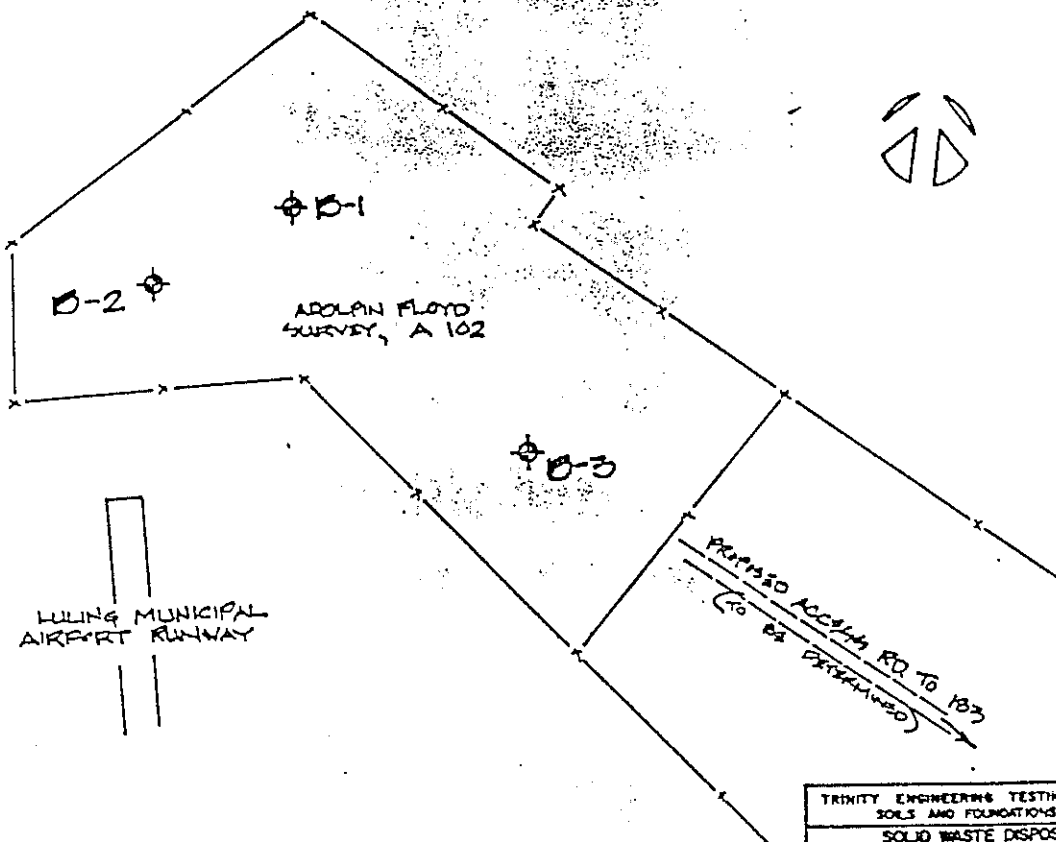 B-1
B-2
ADOLPH FLOYD
SURVEY, A 102
B-3
LULING MUNICIPAL
AIRPORT RUNWAY
PROPOSED ACCESS RD. TO 183
(TO BE DETERMINED)
TRINITY ENGINEERING TESTIN
SOILS AND FOUNDATIONS
SOLID WASTE DISPOS